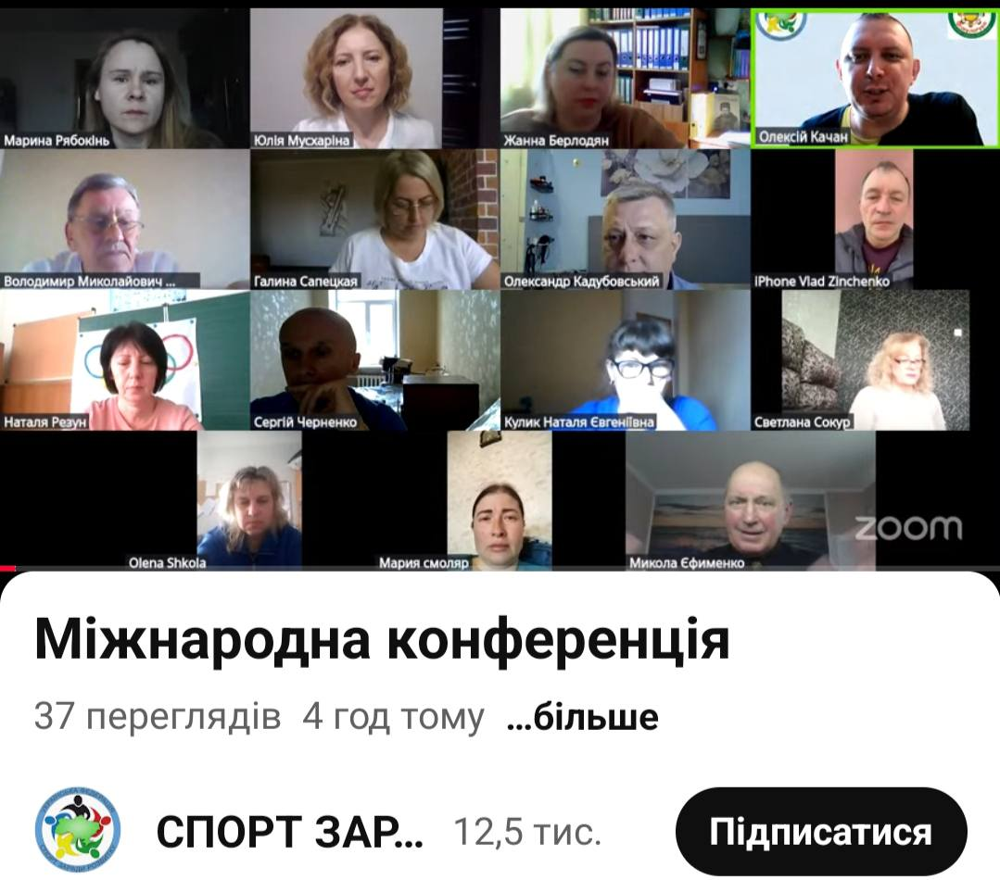 Марина Рябокінь
Юлія Мусхаріна
Жанна Берлодян
Олексій Качан
Володимир Миколайович ...
Галина Сапецкая
Олександр Кадубовський
iPhone Vlad Zinchenko
Наталя Резун
Сергій Черненко
Кулик Наталя Євгеніївна
Светлана Сокур
Olena Shkola
Мария смоляр
Микола Єфименко
zoom
Міжнародна конференція
37 переглядів 4 год тому ...більше
СПОРТ ЗАР... 12,5 тис. Підписатися